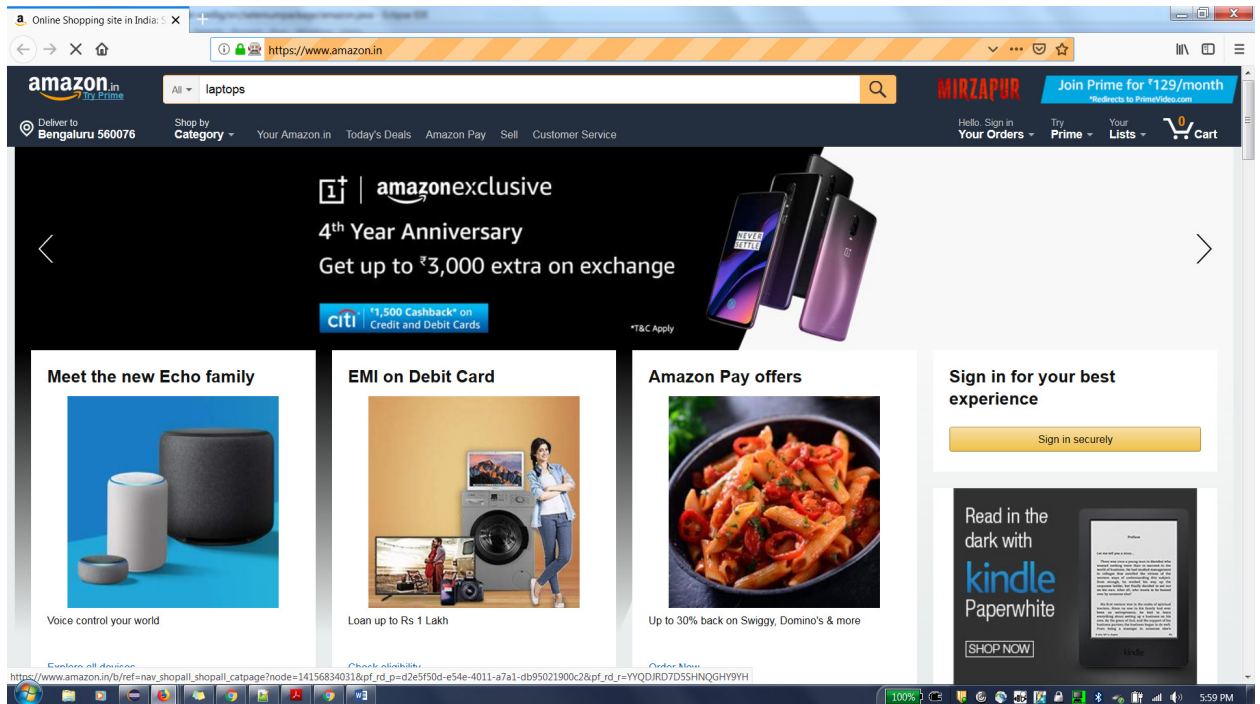 Online Shopping site in India: S
https://www.amazon.in
amazon.in
Try Prime
All
laptops
MIRZAPUR
Join Prime for ₹129/month
*Redirects to PrimeVideo.com
Deliver to
Bengaluru 560076
Shop by
Category
Your Amazon.in Today's Deals Amazon Pay Sell Customer Service
Hello. Sign in
Your Orders
Try
Prime
Your
Lists
0
Cart
1+ | amazonexclusive
4th Year Anniversary
Get up to ₹3,000 extra on exchange
citi
₹1,500 Cashback* on
Credit and Debit Cards
*T&C Apply
NEVER
SETTLE
Meet the new Echo family
Voice control your world
Explore all devices
EMI on Debit Card
Loan up to Rs.1 Lakh
Check eligibility
Amazon Pay offers
Up to 30% back on Swiggy, Domino's & more
Order Now
Sign in for your best
experience
Sign in securely
Read in the
dark with
kindle
Paperwhite
SHOP NOW
kindle
https://www.amazon.in/b/ref=nav_shopall_shopall_catpage?node=14156834031&pf_rd_p=d2e5f50d-e54e-4011-a7a1-db95021900c2&pf_rd_r=YYQDJRD7D5SHNQGHY9YH
100%
5:59 PM